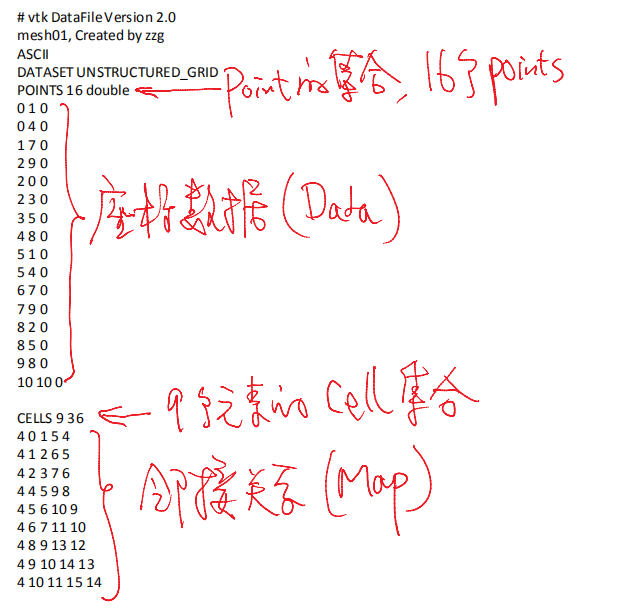 # vtk DataFile Version 2.0
mesh01, Created by zzg
ASCII
DATASET UNSTRUCTURED_GRID
POINTS 16 double
Point的集合, 16个points
0 1 0
0 4 0
1 7 0
2 9 0
2 0 0
2 3 0
3 5 0
4 8 0
5 1 0
5 4 0
6 7 0
7 9 0
8 2 0
8 5 0
9 8 0
10 10 0
座标数据 (Data)
CELLS 9 36
9个元素的Cell集合
4 0 1 5 4
4 1 2 6 5
4 2 3 7 6
4 4 5 9 8
4 5 6 10 9
4 6 7 11 10
4 8 9 13 12
4 9 10 14 13
4 10 11 15 14
邻接关系 (Map)